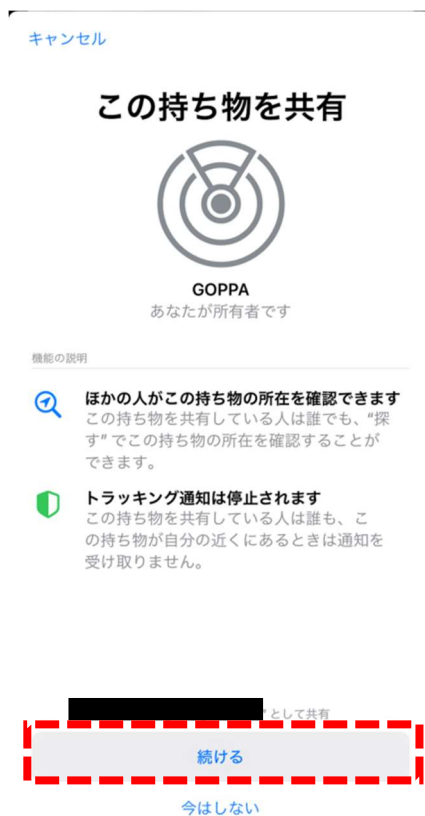 キャンセル
この持ち物を共有
GOPPA
あなたが所有者です
機能の説明
ほかの人がこの持ち物の所在を確認できます
この持ち物を共有している人は誰でも、“探
す” でこの持ち物の所在を確認することが
できます。
トラッキング通知は停止されます
この持ち物を共有している人は誰も、こ
の持ち物が自分の近くにあるときは通知を
受け取りません。
” として共有
続ける
今はしない